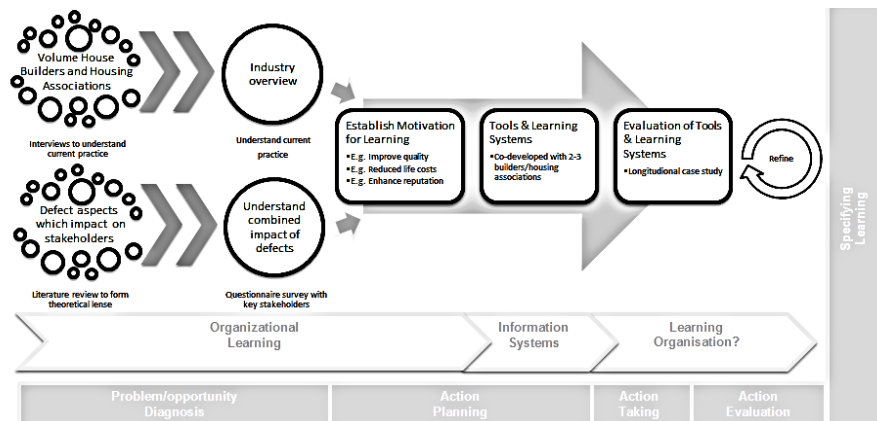 Volume House
Builders and Housing
Associations
Interviews to understand
current practice
Industry
overview
Understand current
practice
Defect aspects
which impact on
stakeholders
Literature review to form
theoretical lense
Understand
combined
impact of
defects
Questionnaire survey with
key stakeholders
Establish Motivation
for Learning
▪E.g. Improve quality
▪E.g. Reduced life costs
▪E.g. Enhance reputation
Tools & Learning
Systems
▪Co-developed with 2-3
builders/housing
associations
Evaluation of Tools
& Learning
Systems
▪Longitudional case study
Refine
Specifying
Learning
Organizational
Learning
Information
Systems
Learning
Organisation?
Problem/opportunity
Diagnosis
Action
Planning
Action
Taking
Action
Evaluation